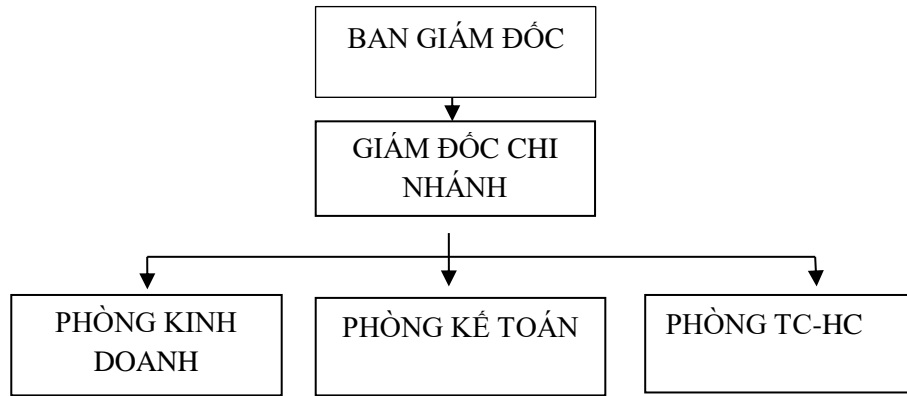 BAN GIÁM ĐỐC
GIÁM ĐỐC CHI
NHÁNH
PHÒNG KINH
DOANH
PHÒNG KẾ TOÁN
PHÒNG TC-HC